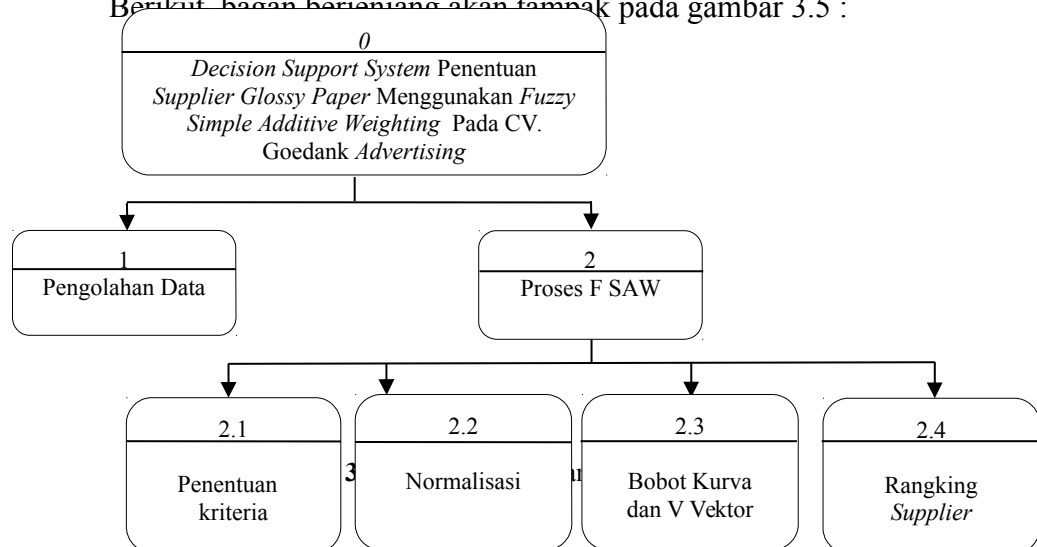 Berikut bagan berjenjang akan tampak pada gambar 3.5 :
0
Decision Support System Penentuan
Supplier Glossy Paper Menggunakan Fuzzy
Simple Additive Weighting Pada CV.
Goedank Advertising
1
Pengolahan Data
2
Proses F SAW
2.1
Penentuan
kriteria
3
2.2
Normalisasi
2.3
Bobot Kurva
dan V Vektor
2.4
Rangking
Supplier